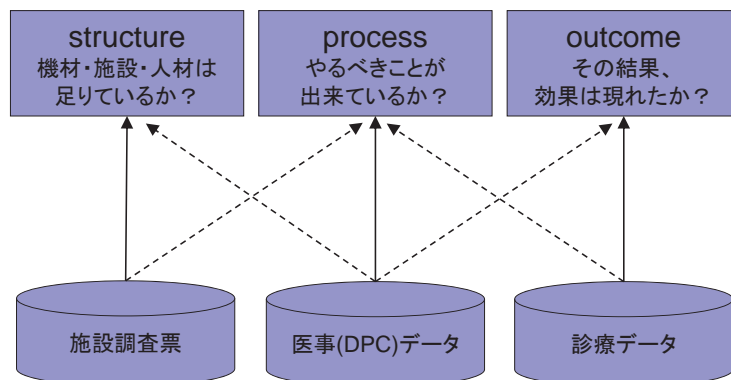 structure
機材・施設・人材は
足りているか？
process
やるべきことが
出来ているか？
outcome
その結果、
効果は現れたか？
施設調査票
医事(DPC)データ
診療データ